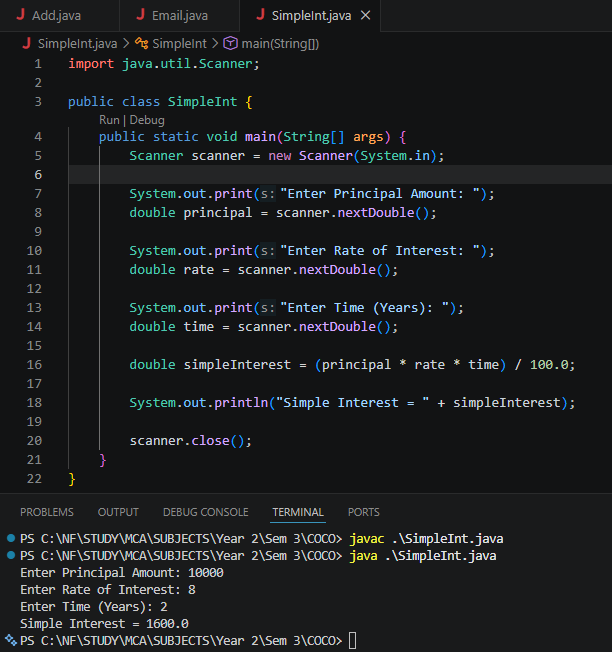 Add.java Email.java SimpleInt.java
SimpleInt.java > SimpleInt > main(String[])
1 import java.util.Scanner;
2
3 public class SimpleInt {
Run | Debug
4 public static void main(String[] args) {
5 Scanner scanner = new Scanner(System.in);
6
7 System.out.print(s:"Enter Principal Amount: ");
8 double principal = scanner.nextDouble();
9
10 System.out.print(s:"Enter Rate of Interest: ");
11 double rate = scanner.nextDouble();
12
13 System.out.print(s:"Enter Time (Years): ");
14 double time = scanner.nextDouble();
15
16 double simpleInterest = (principal * rate * time) / 100.0;
17
18 System.out.println("Simple Interest = " + simpleInterest);
19
20 scanner.close();
21 }
22 }
PROBLEMS OUTPUT DEBUG CONSOLE TERMINAL PORTS
PS C:\NF\STUDY\MCA\SUBJECTS\Year 2\Sem 3\COCO> javac .\SimpleInt.java
PS C:\NF\STUDY\MCA\SUBJECTS\Year 2\Sem 3\COCO> java .\SimpleInt.java
Enter Principal Amount: 10000
Enter Rate of Interest: 8
Enter Time (Years): 2
Simple Interest = 1600.0
PS C:\NF\STUDY\MCA\SUBJECTS\Year 2\Sem 3\COCO>